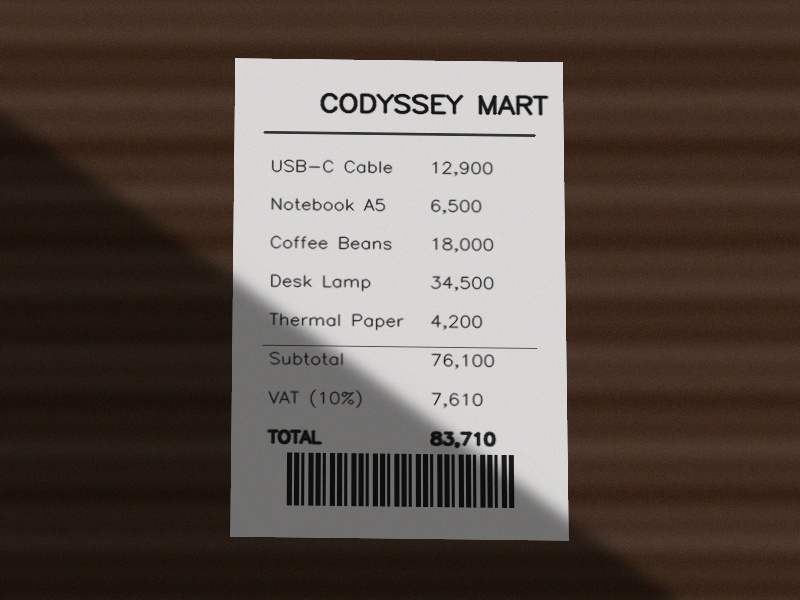 CODYSSEY MART
USB-C Cable 12,900
Notebook A5 6,500
Coffee Beans 18,000
Desk Lamp 34,500
Thermal Paper 4,200
Subtotal 76,100
VAT (10%) 7,610
TOTAL 83,710